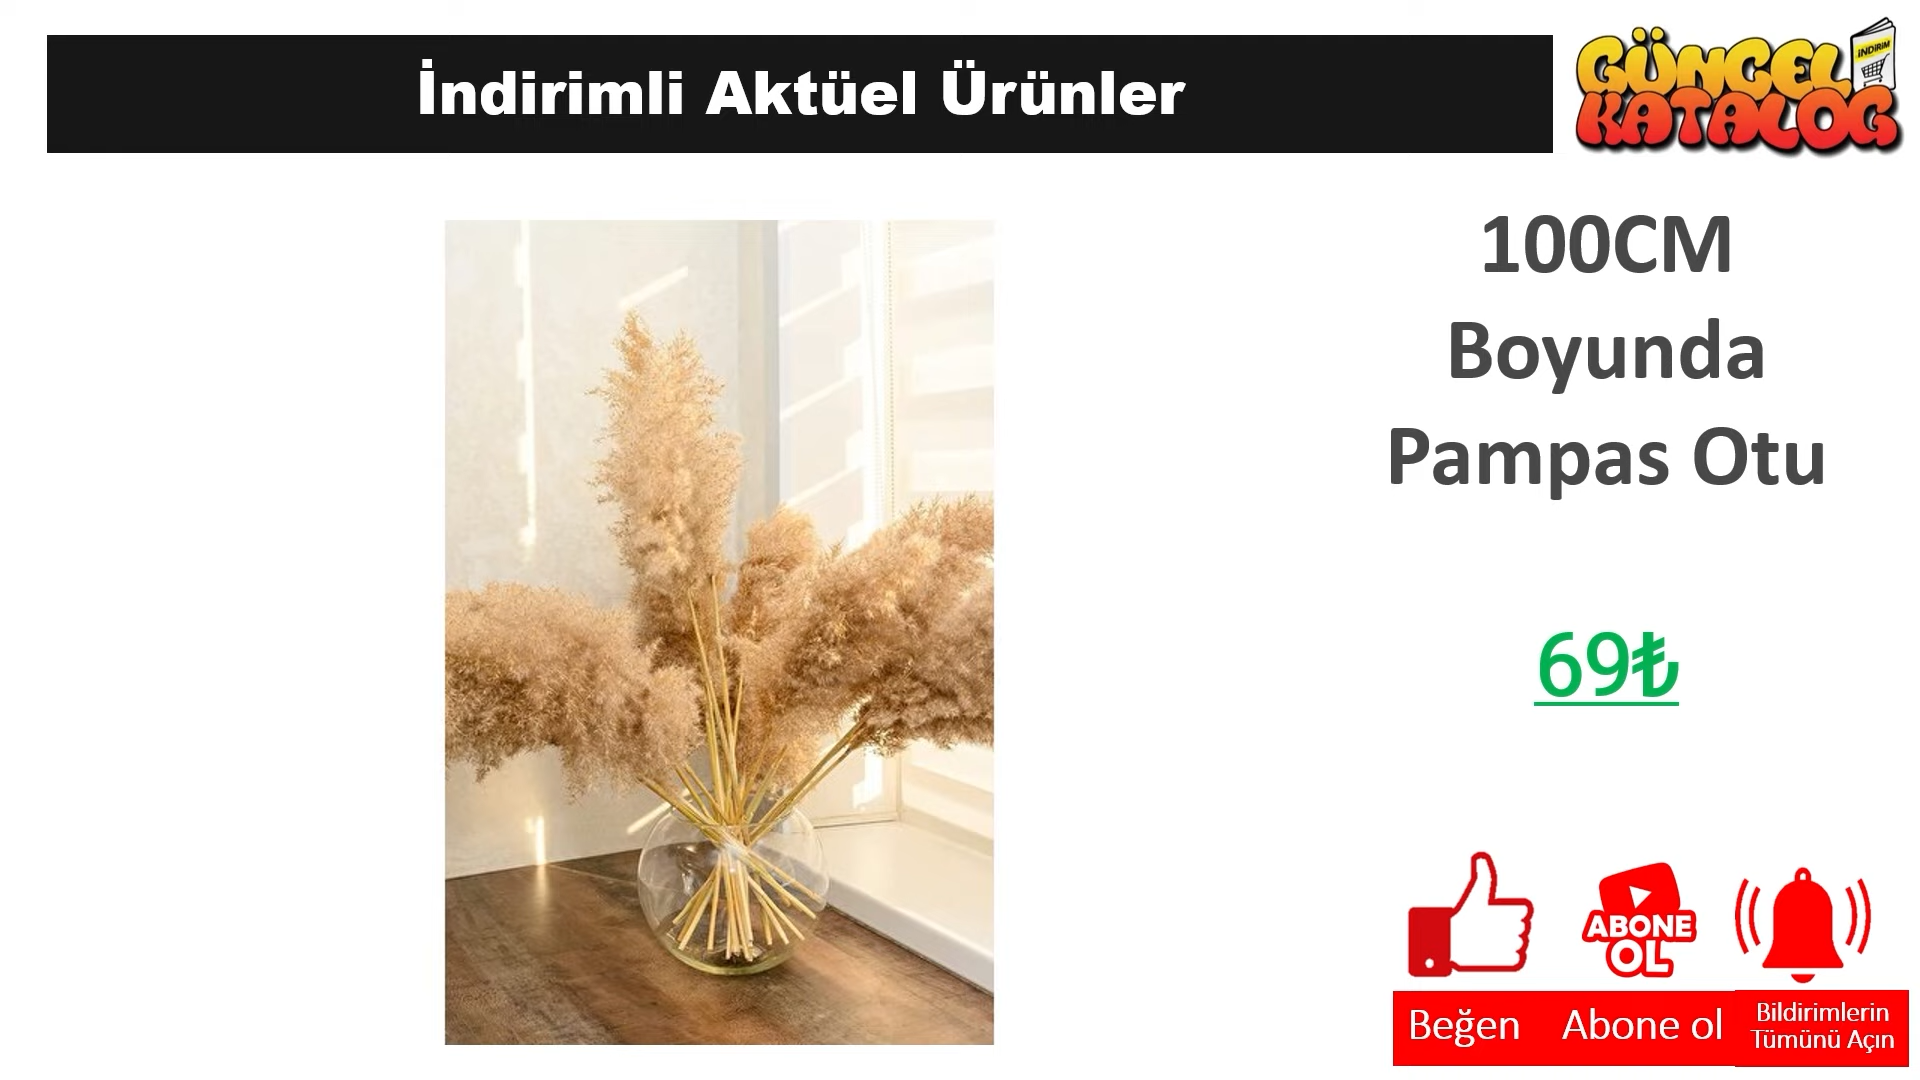 İndirimli Aktüel Ürünler
GÜNCEL
KATALOG
İNDİRİM
100CM
Boyunda
Pampas Otu
69₺
ABONE
OL
Beğen
Abone ol
Bildirimlerin
Tümünü Açın